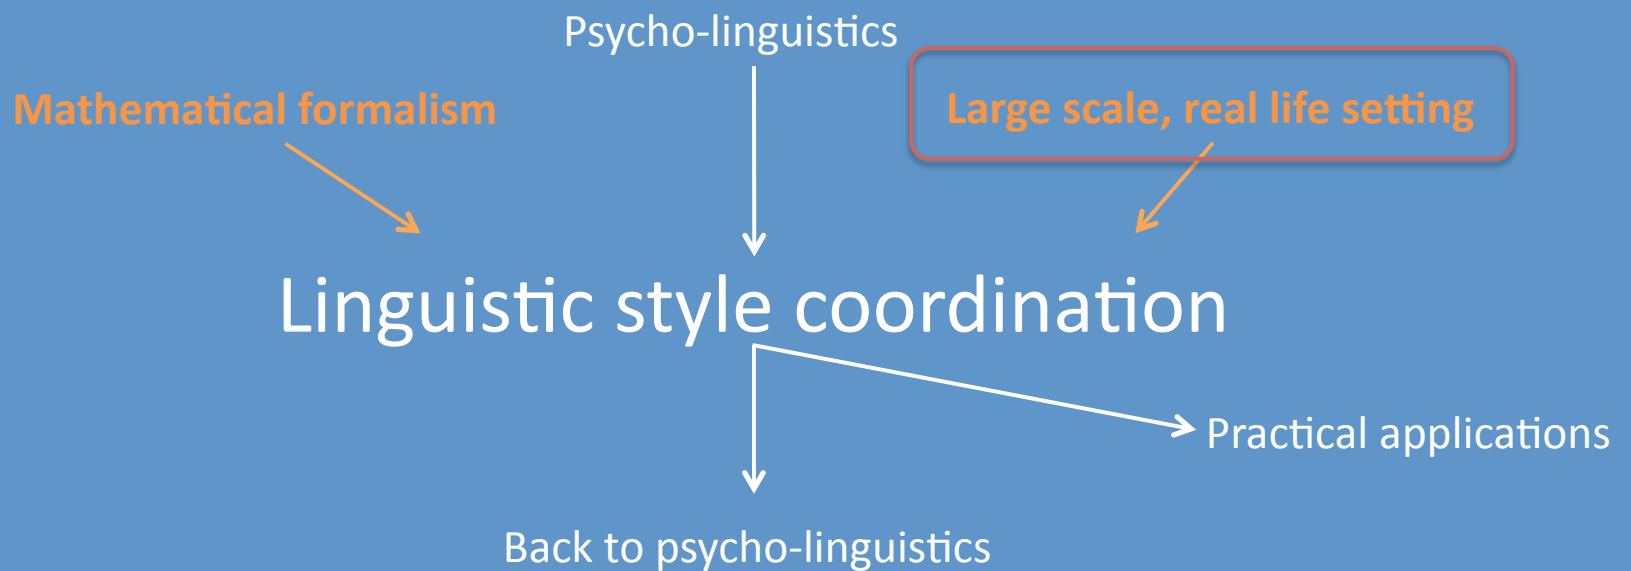 Psycho-linguistics
Mathematical formalism
Large scale, real life setting
Linguistic style coordination
Practical applications
Back to psycho-linguistics